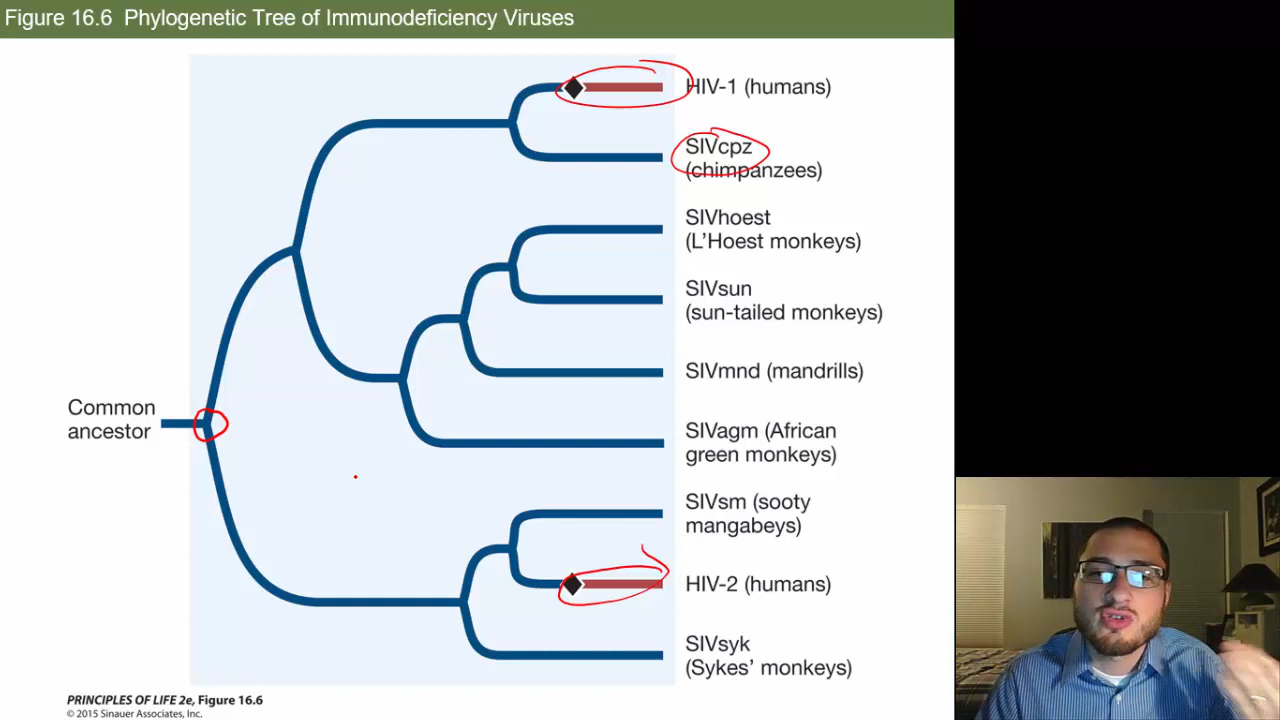 Figure 16.6 Phylogenetic Tree of Immunodeficiency Viruses
HIV-1 (humans)
SIVcpz
(chimpanzees)
SIVhoest
(L'Hoest monkeys)
SIVsun
(sun-tailed monkeys)
SIVmnd (mandrills)
Common
ancestor
SIVagm (African
green monkeys)
SIVsm (sooty
mangabeys)
HIV-2 (humans)
SIVsyk
(Sykes' monkeys)
PRINCIPLES OF LIFE 2e, Figure 16.6
© 2015 Sinauer Associates, Inc.